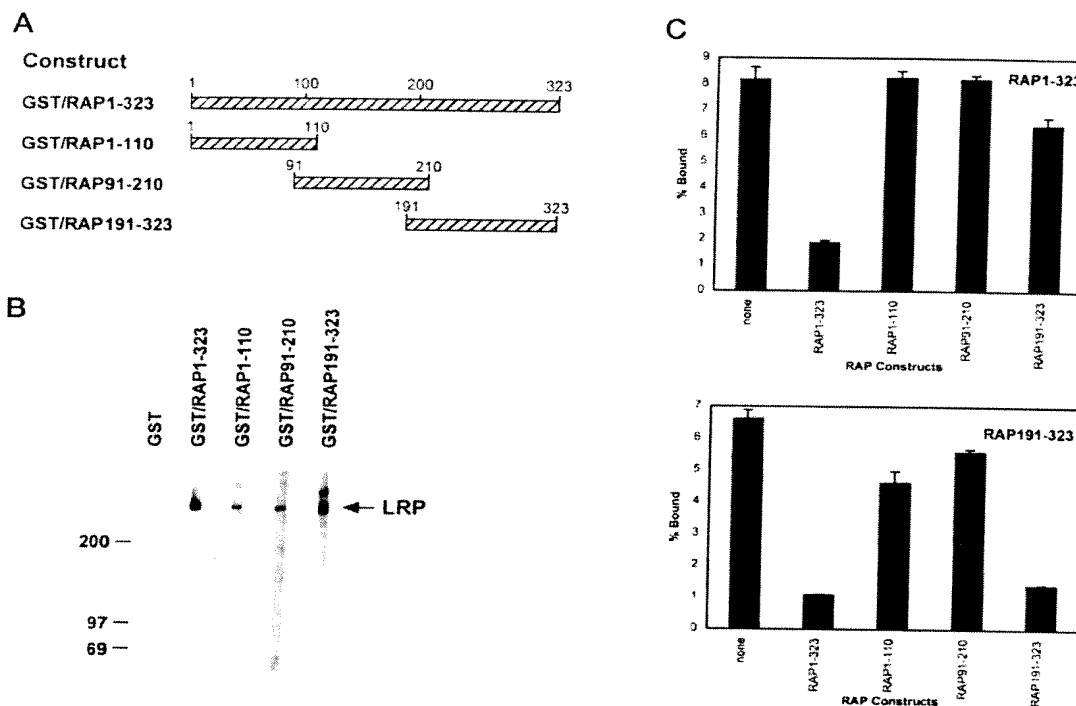 A
Construct
1 100 200 323
GST/RAP1-323
1 110
GST/RAP1-110
91 210
GST/RAP91-210
191 323
GST/RAP191-323
B
GST
GST/RAP1-323
GST/RAP1-110
GST/RAP91-210
GST/RAP191-323
LRP
200
97
69
C
RAP1-323
9
8
7
6
5
4
3
2
1
0
% Bound
none
RAP1-323
RAP1-110
RAP91-210
RAP191-323
RAP Constructs
RAP191-323
7
6
5
4
3
2
1
0
% Bound
none
RAP1-323
RAP1-110
RAP91-210
RAP191-323
RAP Constructs